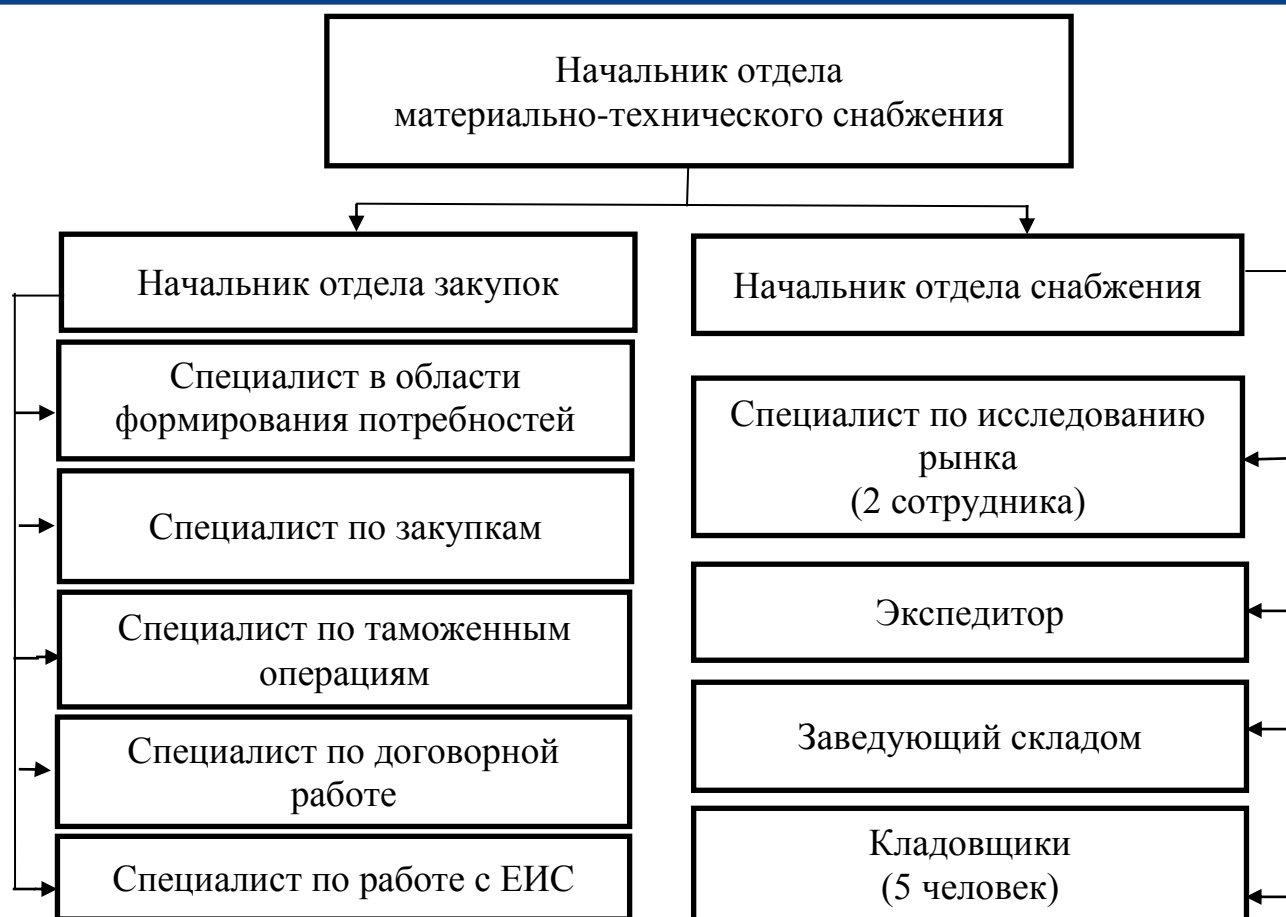 Начальник отдела
материально-технического снабжения
Начальник отдела закупок
Специалист в области
формирования потребностей
Специалист по закупкам
Специалист по таможенным
операциям
Специалист по договорной
работе
Специалист по работе с ЕИС
Начальник отдела снабжения
Специалист по исследованию
рынка
(2 сотрудника)
Экспедитор
Заведующий складом
Кладовщики
(5 человек)